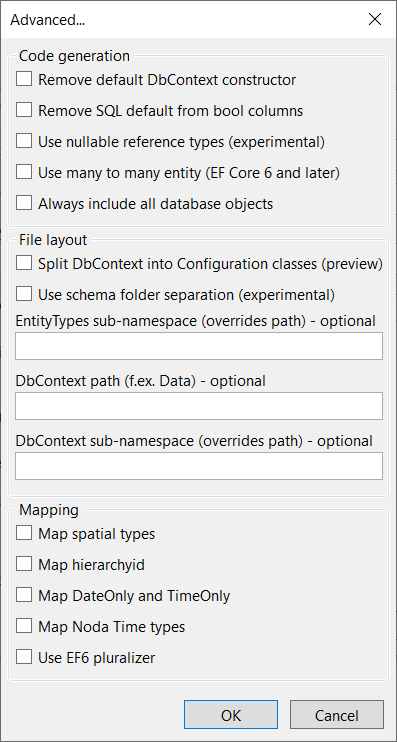 Advanced...
Code generation
Remove default DbContext constructor
Remove SQL default from bool columns
Use nullable reference types (experimental)
Use many to many entity (EF Core 6 and later)
Always include all database objects
File layout
Split DbContext into Configuration classes (preview)
Use schema folder separation (experimental)
EntityTypes sub-namespace (overrides path) - optional
DbContext path (f.ex. Data) - optional
DbContext sub-namespace (overrides path) - optional
Mapping
Map spatial types
Map hierarchyid
Map DateOnly and TimeOnly
Map Noda Time types
Use EF6 pluralizer
OK Cancel